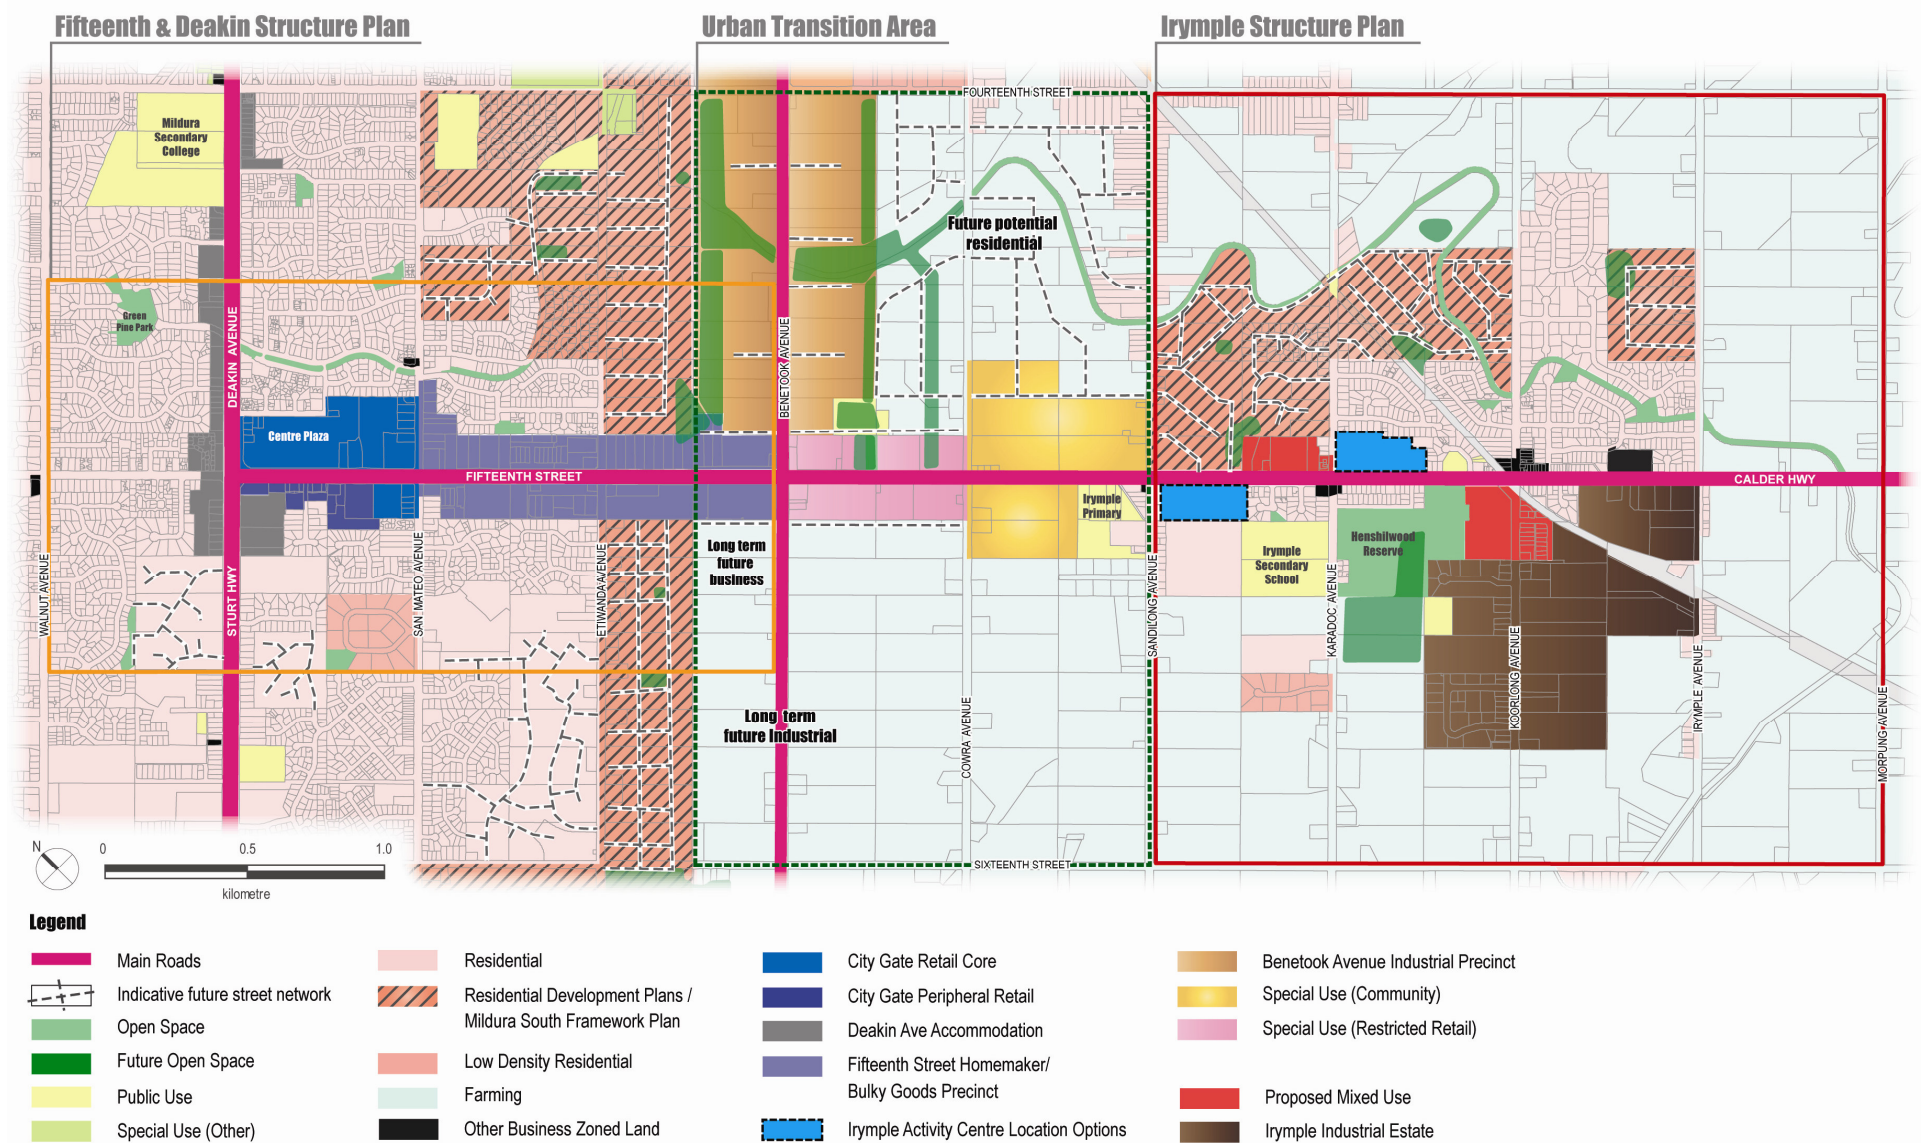 Fifteenth & Deakin Structure Plan
Urban Transition Area
Irymple Structure Plan
FOURTEENTH STREET
Mildura
Secondary
College
Future potential
residential
Green
Pine Park
DEAKIN AVENUE
BENETOOK AVENUE
Centre Plaza
FIFTEENTH STREET
CALDER HWY
Irymple
Primary
Long term
future
business
Irymple
Secondary
School
Henshilwood
Reserve
WALNUT AVENUE
STURT HWY
SAN MATEO AVENUE
ETIWANDA AVENUE
SANDILONG AVENUE
KARADOC AVENUE
KOORLONG AVENUE
IRYMPLE AVENUE
MORPUNG AVENUE
COWRA AVENUE
Long term
future Industrial
SIXTEENTH STREET
N
0
0.5
1.0
kilometre
Legend
Main Roads
Indicative future street network
Open Space
Future Open Space
Public Use
Special Use (Other)
Residential
Residential Development Plans /
Mildura South Framework Plan
Low Density Residential
Farming
Other Business Zoned Land
City Gate Retail Core
City Gate Peripheral Retail
Deakin Ave Accommodation
Fifteenth Street Homemaker/
Bulky Goods Precinct
Irymple Activity Centre Location Options
Benetook Avenue Industrial Precinct
Special Use (Community)
Special Use (Restricted Retail)
Proposed Mixed Use
Irymple Industrial Estate